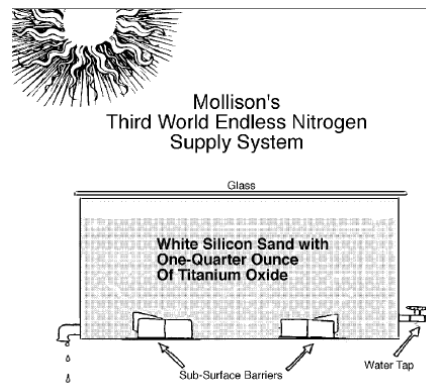 Mollison's
Third World Endless Nitrogen
Supply System
Glass
White Silicon Sand with
One-Quarter Ounce
Of Titanium Oxide
Sub-Surface Barriers
Water Tap